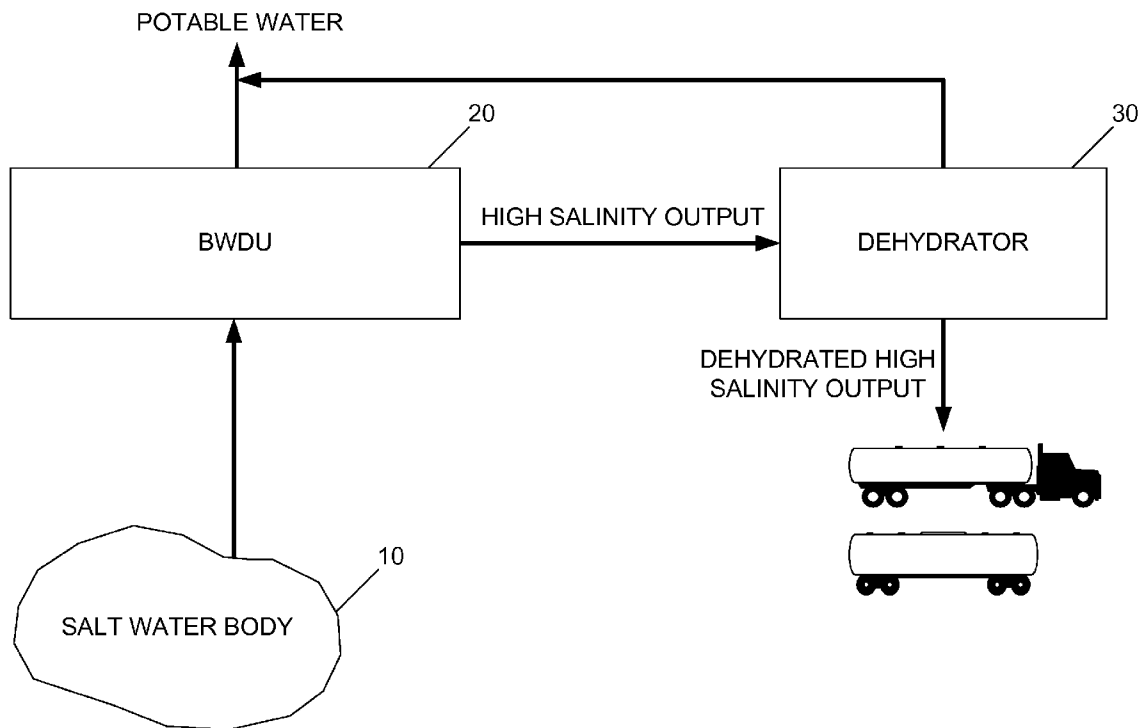 POTABLE WATER
20
30
BWDU
HIGH SALINITY OUTPUT
DEHYDRATOR
DEHYDRATED HIGH
SALINITY OUTPUT
10
SALT WATER BODY